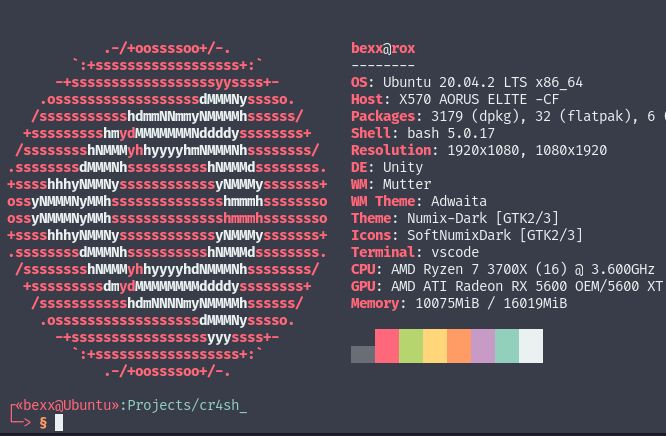 .-/+oossssoo+/-.
`:+ssssssssssssssssss+:`
-+ssssssssssssssssssyyssss+-
.osssssssssssssssssssdMMMNysssso.
/ssssssssssshdmmNNmmyNMMMMhssssss/
+ssssssssshmydMMMMMMMNddddyssssssss+
/sssssssshNMMMyhhyyyyhmNMMMNhssssssss/
.ssssssssdMMMNhsssssssssshNMMMdssssssss.
+sssshhhyNMMNyssssssssssssyNMMMysssssss+
ossyNMMMNyMMhsssssssssssssshmmmhssssssso
ossyNMMMNyMMhsssssssssssssshmmmhssssssso
+sssshhhyNMMNyssssssssssssyNMMMysssssss+
.ssssssssdMMMNhsssssssssshNMMMdssssssss.
/sssssssshNMMMyhhyyyyhdNMMMNhssssssss/
+sssssssssdmydMMMMMMMMddddyssssssss+
/ssssssssssshdmNNNNmyNMMMMhssssss/
.ossssssssssssssssssdMMMNysssso.
-+sssssssssssssssssyyyssss+-
`:+ssssssssssssssssss+:`
.-/+oossssoo+/-.
bexx@rox
--------
OS: Ubuntu 20.04.2 LTS x86_64
Host: X570 AORUS ELITE -CF
Packages: 3179 (dpkg), 32 (flatpak), 6 (
Shell: bash 5.0.17
Resolution: 1920x1080, 1080x1920
DE: Unity
WM: Mutter
WM Theme: Adwaita
Theme: Numix-Dark [GTK2/3]
Icons: SoftNumixDark [GTK2/3]
Terminal: vscode
CPU: AMD Ryzen 7 3700X (16) @ 3.600GHz
GPU: AMD ATI Radeon RX 5600 OEM/5600 XT
Memory: 10075MiB / 16019MiB
┌«bexx@Ubuntu»:Projects/cr4sh_
└─> §